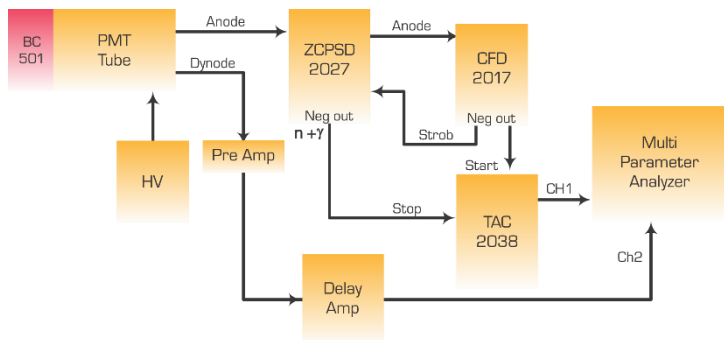 BC
501
PMT
Tube
Anode
Dynode
ZCPSD
2027
Neg out
n +γ
Anode
CFD
2017
Neg out
Strob
Start
HV
Pre Amp
Stop
TAC
2038
CH1
Multi
Parameter
Analyzer
Ch2
Delay
Amp